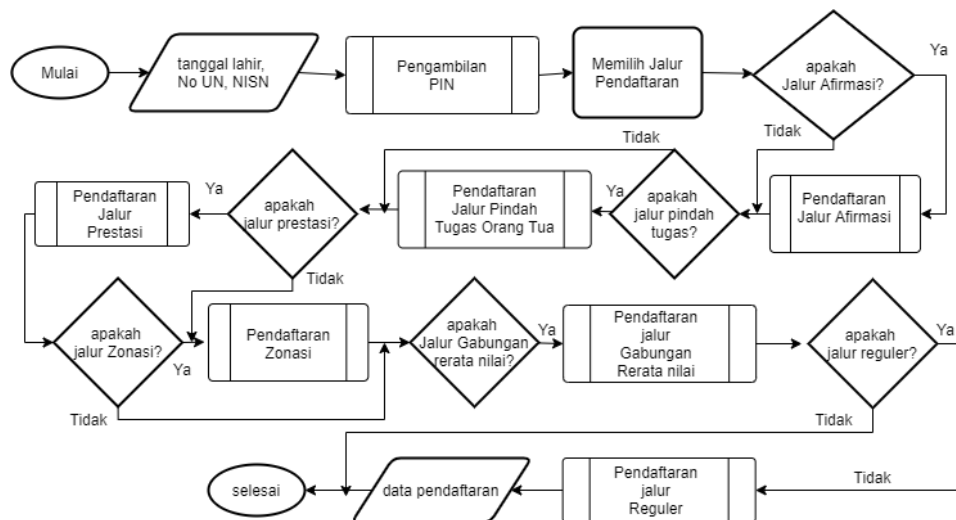 Mulai
tanggal lahir,
No UN, NISN
Pengambilan
PIN
Memilih Jalur
Pendaftaran
apakah
Jalur Afirmasi?
Ya
Tidak
Tidak
Pendaftaran
Jalur
Prestasi
Ya
apakah
jalur prestasi?
Pendaftaran
Jalur Pindah
Tugas Orang Tua
Ya
apakah
jalur pindah
tugas?
Pendaftaran
Jalur Afirmasi
Tidak
apakah
jalur Zonasi?
Ya
Pendaftaran
Zonasi
apakah
Jalur Gabungan
rerata nilai?
Ya
Pendaftaran
jalur
Gabungan
Rerata nilai
apakah
jalur reguler?
Ya
Tidak
Tidak
selesai
data pendaftaran
Pendaftaran
jalur
Reguler
Tidak